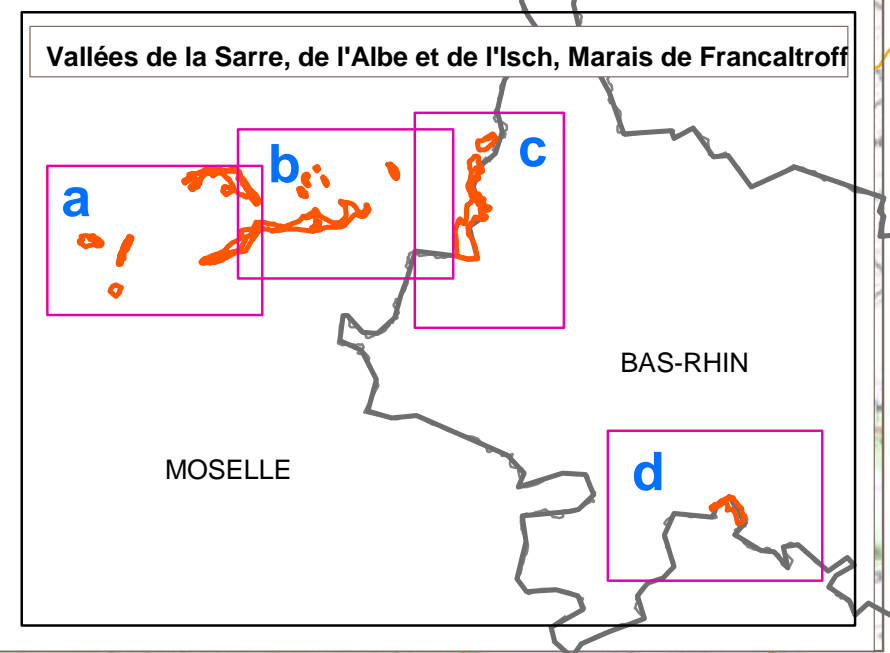 Vallées de la Sarre, de l'Albe et de l'Isch, Marais de Francaltroff
a
b
c
BAS-RHIN
MOSELLE
d